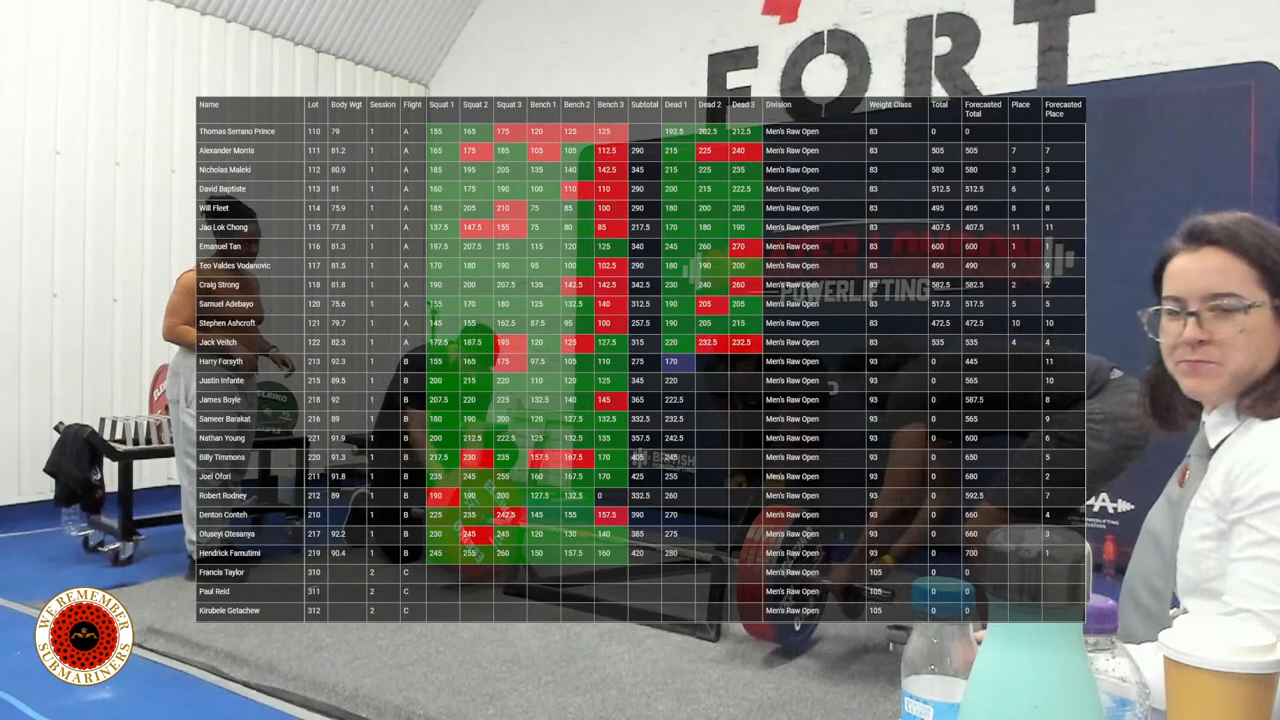 FORT
Name Lot Body Wgt Session Flight Squat 1 Squat 2 Squat 3 Bench 1 Bench 2 Bench 3 Subtotal Dead 1 Dead 2 Dead 3 Division Weight Class Total Forecasted Total Place Forecasted Place
Thomas Serrano Prince 110 79 1 A 155 165 175 120 125 125 192.5 202.5 212.5 Men's Raw Open 83 0 0
Alexander Morris 111 81.2 1 A 165 175 185 105 105 112.5 290 215 225 240 Men's Raw Open 83 505 505 7 7
Nicholas Maleki 112 80.9 1 A 185 195 205 135 140 142.5 345 215 225 235 Men's Raw Open 83 580 580 3 3
David Baptiste 113 81 1 A 160 175 190 100 110 110 290 200 215 222.5 Men's Raw Open 83 512.5 512.5 6 6
Will Fleet 114 75.9 1 A 185 205 210 75 85 100 290 180 200 205 Men's Raw Open 83 495 495 8 8
Jao Lok Chong 115 77.8 1 A 137.5 147.5 155 75 80 85 217.5 170 180 190 Men's Raw Open 83 407.5 407.5 11 11
Emanuel Tan 116 81.3 1 A 197.5 207.5 215 115 120 125 340 245 260 270 Men's Raw Open 83 600 600 1 1
Teo Valdes Vodanovic 117 81.5 1 A 170 180 190 95 100 102.5 290 180 190 200 Men's Raw Open 83 490 490 9 9
Craig Strong 118 81.8 1 A 190 200 207.5 135 142.5 142.5 342.5 230 240 260 Men's Raw Open 83 582.5 582.5 2 2
Samuel Adebayo 120 75.6 1 A 155 170 180 125 132.5 140 312.5 190 205 205 Men's Raw Open 83 517.5 517.5 5 5
Stephen Ashcroft 121 79.7 1 A 145 155 162.5 87.5 95 100 257.5 190 205 215 Men's Raw Open 83 472.5 472.5 10 10
Jack Veitch 122 82.3 1 A 172.5 187.5 195 120 125 127.5 315 220 232.5 232.5 Men's Raw Open 83 535 535 4 4
Harry Forsyth 213 92.3 1 B 155 165 175 97.5 105 110 275 170 Men's Raw Open 93 0 445 11
Justin Infante 215 89.5 1 B 200 215 220 110 120 125 345 220 Men's Raw Open 93 0 565 10
James Boyle 218 92 1 B 207.5 220 225 132.5 140 145 365 222.5 Men's Raw Open 93 0 587.5 8
Sameer Barakat 216 89 1 B 180 190 200 120 127.5 132.5 332.5 232.5 Men's Raw Open 93 0 565 9
Nathan Young 221 91.9 1 B 200 212.5 222.5 125 132.5 135 357.5 242.5 Men's Raw Open 93 0 600 6
Billy Timmons 220 91.3 1 B 217.5 230 235 157.5 167.5 170 405 245 Men's Raw Open 93 0 650 5
Joel Ofori 211 91.8 1 B 235 245 255 160 167.5 170 425 255 Men's Raw Open 93 0 680 2
Robert Rodney 212 89 1 B 190 190 200 127.5 132.5 0 332.5 260 Men's Raw Open 93 0 592.5 7
Denton Conteh 210 1 B 225 235 242.5 145 155 157.5 390 270 Men's Raw Open 93 0 660 4
Oluseyi Otesanya 217 92.2 1 B 230 245 245 120 130 140 385 275 Men's Raw Open 93 0 660 3
Hendrick Famutimi 219 90.4 1 B 245 255 260 150 157.5 160 420 280 Men's Raw Open 93 0 700 1
Francis Taylor 310 2 C Men's Raw Open 105 0 0
Paul Reid 311 2 C Men's Raw Open 105 0 0
Kirubele Getachew 312 2 C Men's Raw Open 105 0 0
POWERLIFTING
ELEIKO
WE REMEMBER
SUBMARINERS